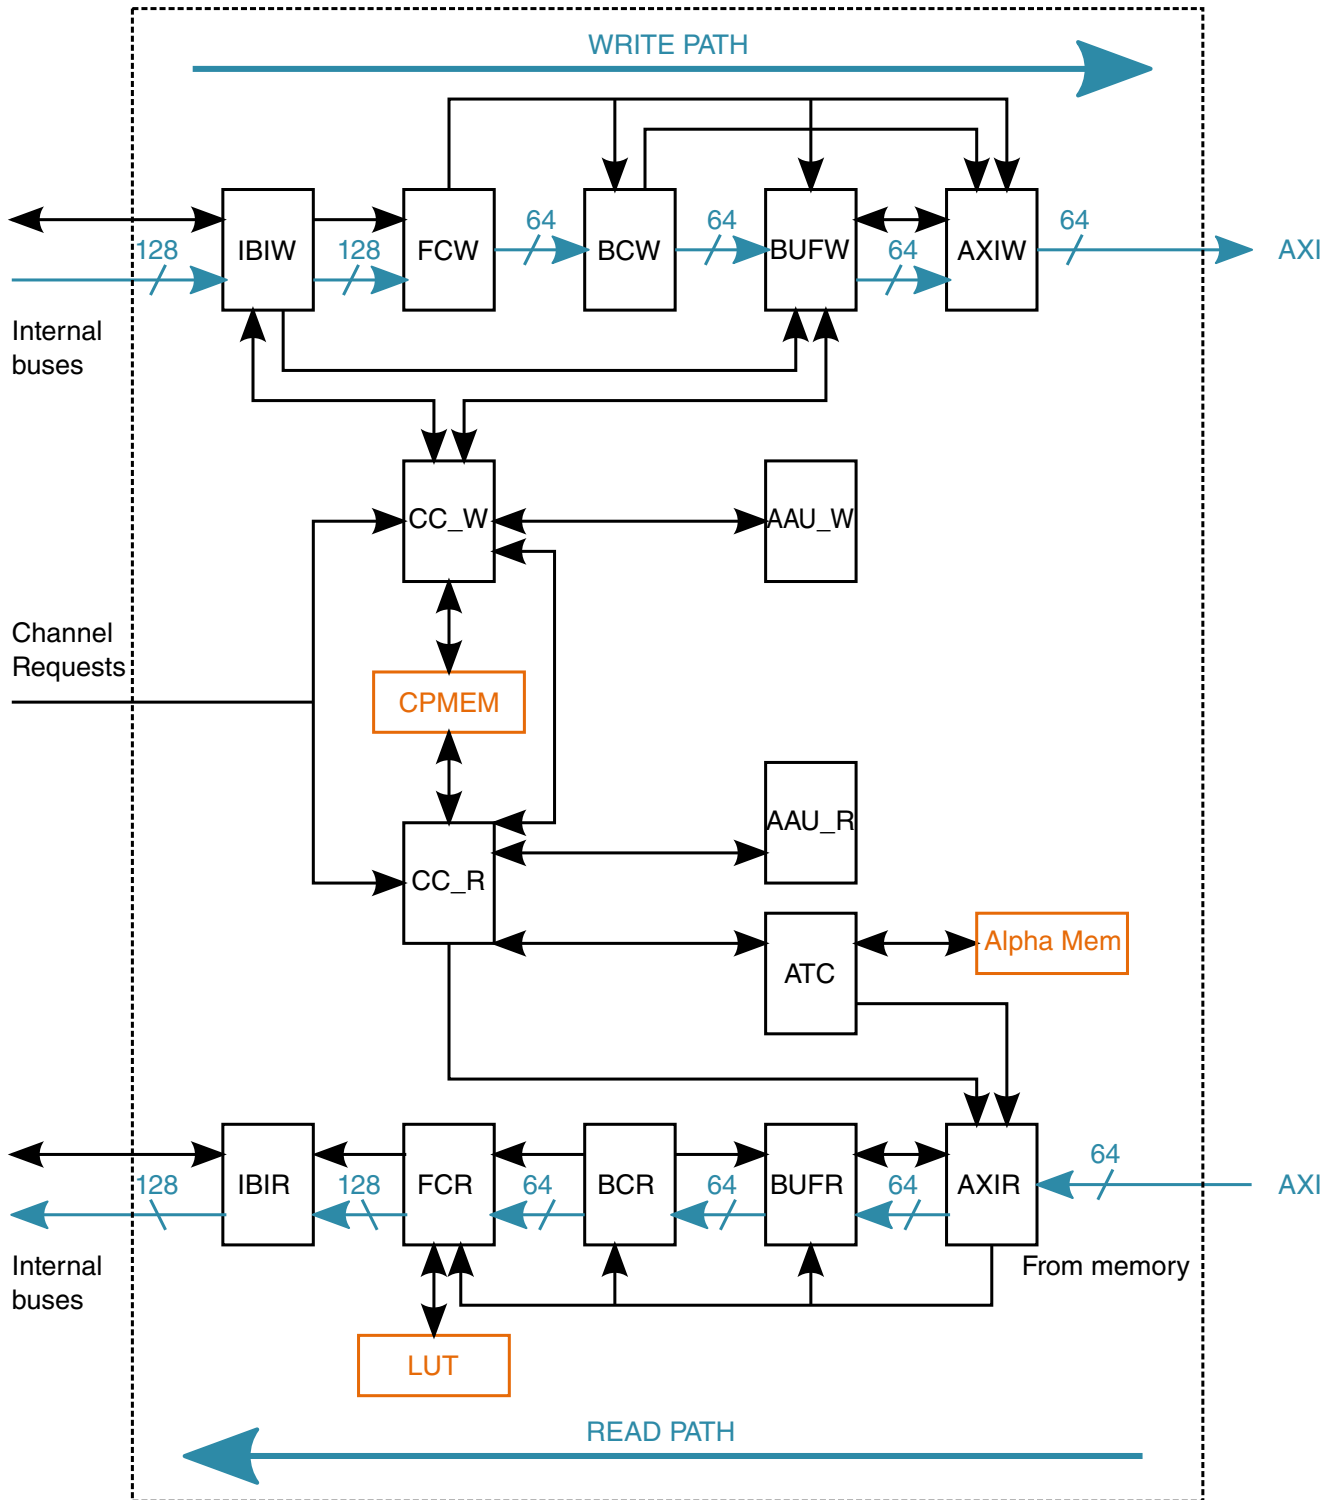 WRITE PATH
128
IBIW
128
FCW
64
BCW
64
BUFW
64
AXIW
64
AXI
Internal
buses
CC_W
AAU_W
Channel
Requests
CPMEM
AAU_R
CC_R
Alpha Mem
ATC
128
IBIR
128
FCR
64
BCR
64
BUFR
64
AXIR
64
AXI
Internal
buses
From memory
LUT
READ PATH